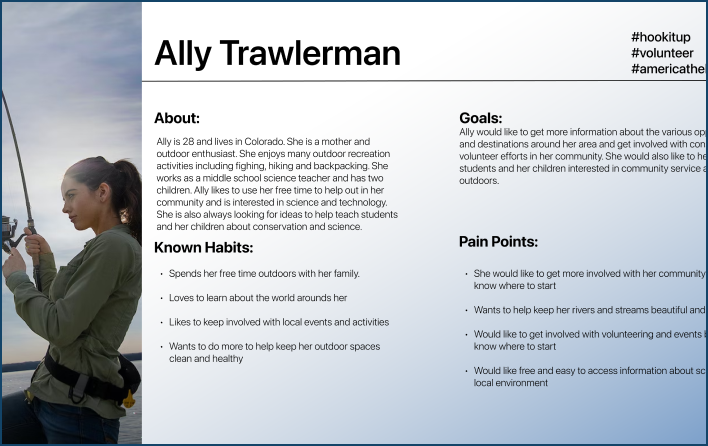 Ally Trawlerman
#hookitup
#volunteer
#americathe
About:
Ally is 28 and lives in Colorado. She is a mother and
outdoor enthusiast. She enjoys many outdoor recreation
activities including fighing, hiking and backpacking. She
works as a middle school science teacher and has two
children. Ally likes to use her free time to help out in her
community and is interested in science and technology.
She is also always looking for ideas to help teach students
and her children about conservation and science.
Known Habits:
· Spends her free time outdoors with her family.
· Loves to learn about the world arounds her
· Likes to keep involved with local events and activities
· Wants to do more to help keep her outdoor spaces
clean and healthy
Goals:
Ally would like to get more information about the various op
and destinations around her area and get involved with con
volunteer efforts in her community. She would also like to he
students and her children interested in community service a
outdoors.
Pain Points:
· She would like to get more involved with her community
know where to start
· Wants to help keep her rivers and streams beautiful and
· Would like to get involved with volunteering and events
know where to start
· Would like free and easy to access information about sc
local environment